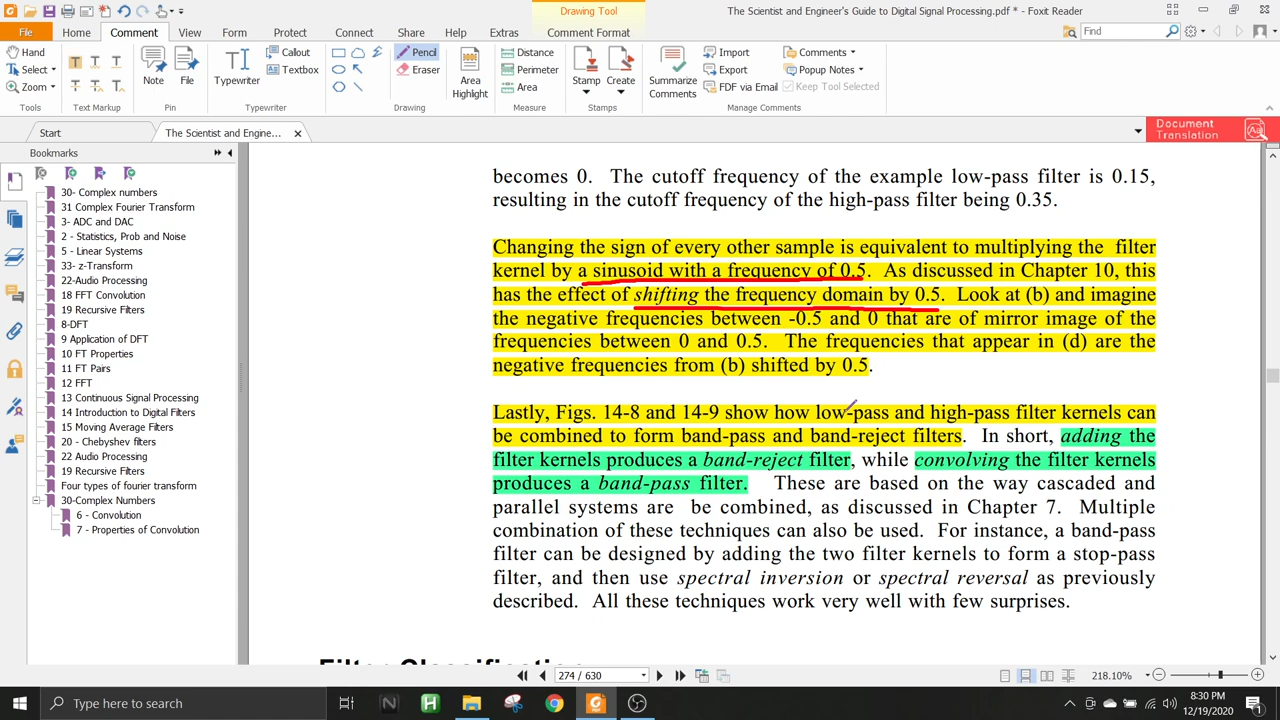 The Scientist and Engineer's Guide to Digital Signal Processing.pdf * - Foxit Reader
Drawing Tool
File Home Comment View Form Protect Connect Share Help Extras Comment Format Find
Hand
Select
Zoom
Tools
Text Markup
Note
File
Pin
Typewriter
Callout
Textbox
Typewriter
Pencil
Eraser
Drawing
Area
Highlight
Distance
Perimeter
Area
Measure
Stamp
Create
Stamps
Summarize
Comments
Import
Export
FDF via Email
Comments
Popup Notes
Keep Tool Selected
Manage Comments
Start
The Scientist and Engine...
Document
Translation
Bookmarks
30- Complex numbers
31 Complex Fourier Transform
3- ADC and DAC
2 - Statistics, Prob and Noise
5 - Linear Systems
33- z-Transform
22-Audio Processing
18 FFT Convolution
19 Recursive Filters
8-DFT
9 Application of DFT
10 FT Properties
11 FT Pairs
12 FFT
13 Continuous Signal Processing
14 Introduction to Digital Filters
15 Moving Average Filters
20 - Chebyshev flters
22 Audio Processing
19 Recursive Filters
Four types of fourier transform
30-Complex Numbers
6 - Convolution
7 - Properties of Convolution
becomes 0. The cutoff frequency of the example low-pass filter is 0.15,
resulting in the cutoff frequency of the high-pass filter being 0.35.
Changing the sign of every other sample is equivalent to multiplying the filter
kernel by a sinusoid with a frequency of 0.5. As discussed in Chapter 10, this
has the effect of shifting the frequency domain by 0.5. Look at (b) and imagine
the negative frequencies between -0.5 and 0 that are of mirror image of the
frequencies between 0 and 0.5. The frequencies that appear in (d) are the
negative frequencies from (b) shifted by 0.5.
Lastly, Figs. 14-8 and 14-9 show how low-pass and high-pass filter kernels can
be combined to form band-pass and band-reject filters. In short, adding the
filter kernels produces a band-reject filter, while convolving the filter kernels
produces a band-pass filter. These are based on the way cascaded and
parallel systems are be combined, as discussed in Chapter 7. Multiple
combination of these techniques can also be used. For instance, a band-pass
filter can be designed by adding the two filter kernels to form a stop-pass
filter, and then use spectral inversion or spectral reversal as previously
described. All these techniques work very well with few surprises.
Filter Classification
274 / 630
218.10%
Type here to search
8:30 PM
12/19/2020